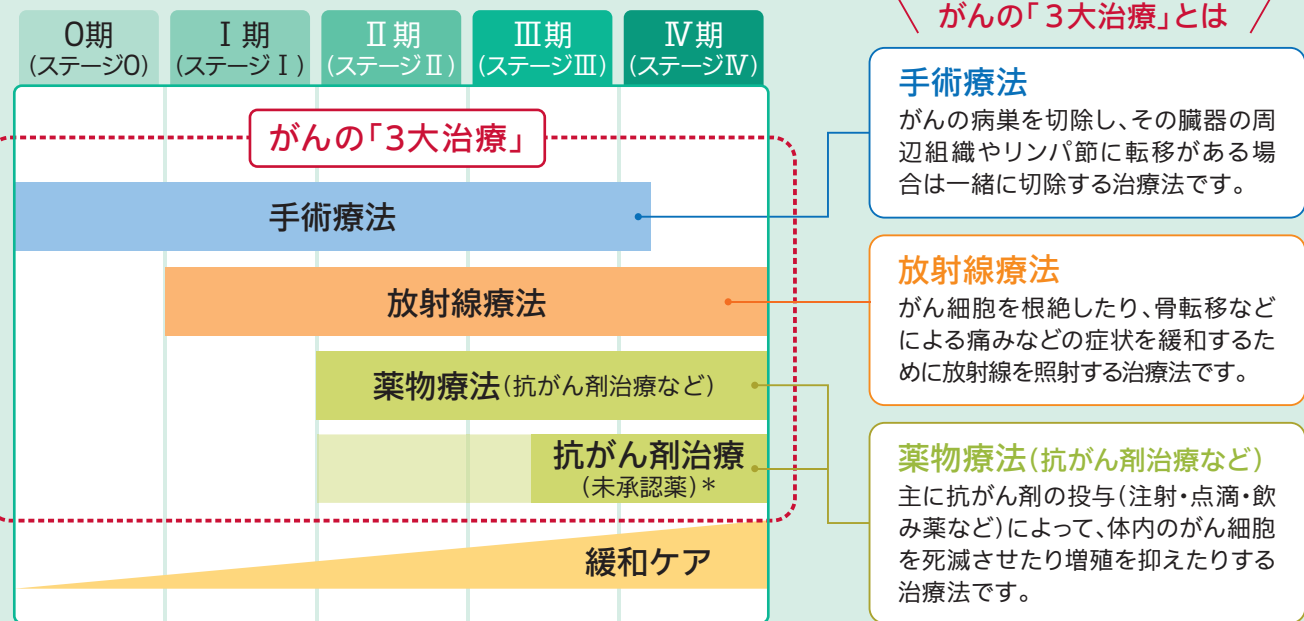 0期
(ステージ0)
Ⅰ期
(ステージⅠ)
Ⅱ期
(ステージⅡ)
Ⅲ期
(ステージⅢ)
Ⅳ期
(ステージⅣ)
がんの「3大治療」
手術療法
放射線療法
薬物療法(抗がん剤治療など)
抗がん剤治療
(未承認薬)*
緩和ケア
がんの「3大治療」とは
手術療法
がんの病巣を切除し、その臓器の周
辺組織やリンパ節に転移がある場
合は一緒に切除する治療法です。
放射線療法
がん細胞を根絶したり、骨転移など
による痛みなどの症状を緩和するた
めに放射線を照射する治療法です。
薬物療法(抗がん剤治療など)
主に抗がん剤の投与(注射・点滴・飲
み薬など)によって、体内のがん細胞
を死滅させたり増殖を抑えたりする
治療法です。